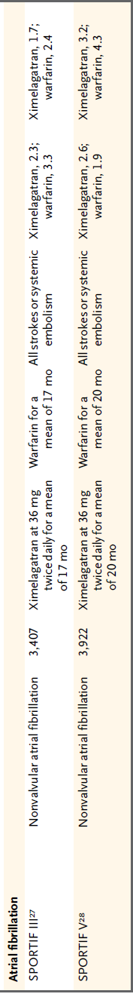 Atrial fibrillation
SPORTIF III27 Nonvalvular atrial fibrillation 3,407 Ximelagatran at 36 mg Warfarin for a All strokes or systemic Ximelagatran, 2.3; Ximelagatran, 1.7;
twice daily for a mean mean of 17 mo embolism warfarin, 3.3 warfarin, 2.4
of 17 mo
SPORTIF V28 Nonvalvular atrial fibrillation 3,922 Ximelagatran at 36 mg Warfarin for a All strokes or systemic Ximelagatran, 2.6; Ximelagatran, 3.2;
twice daily for a mean mean of 20 mo embolism warfarin, 1.9 warfarin, 4.3
of 20 mo